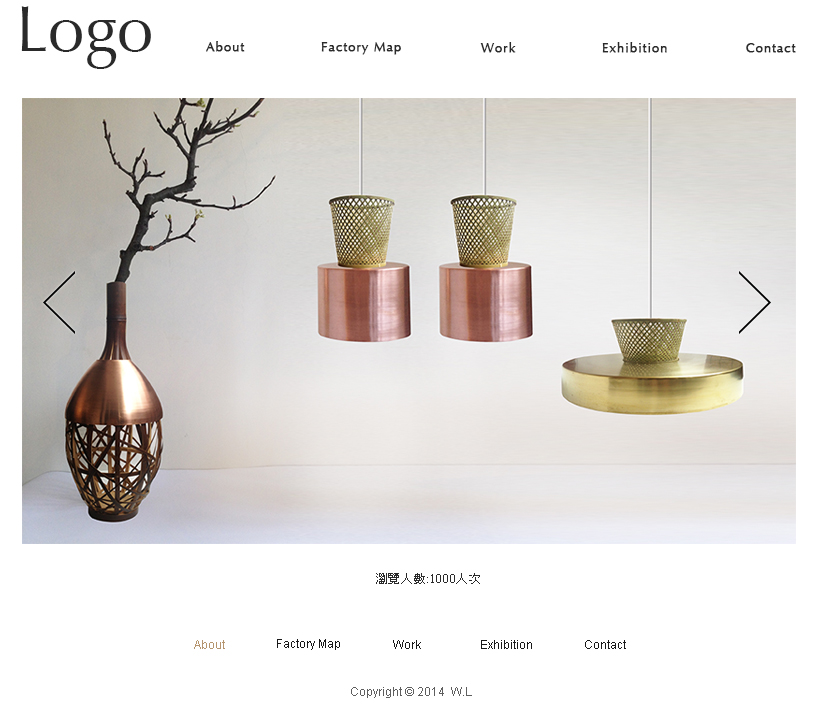 Logo
About Factory Map Work Exhibition Contact
瀏覽人數:1000人次
About Factory Map Work Exhibition Contact
Copyright © 2014 W.L